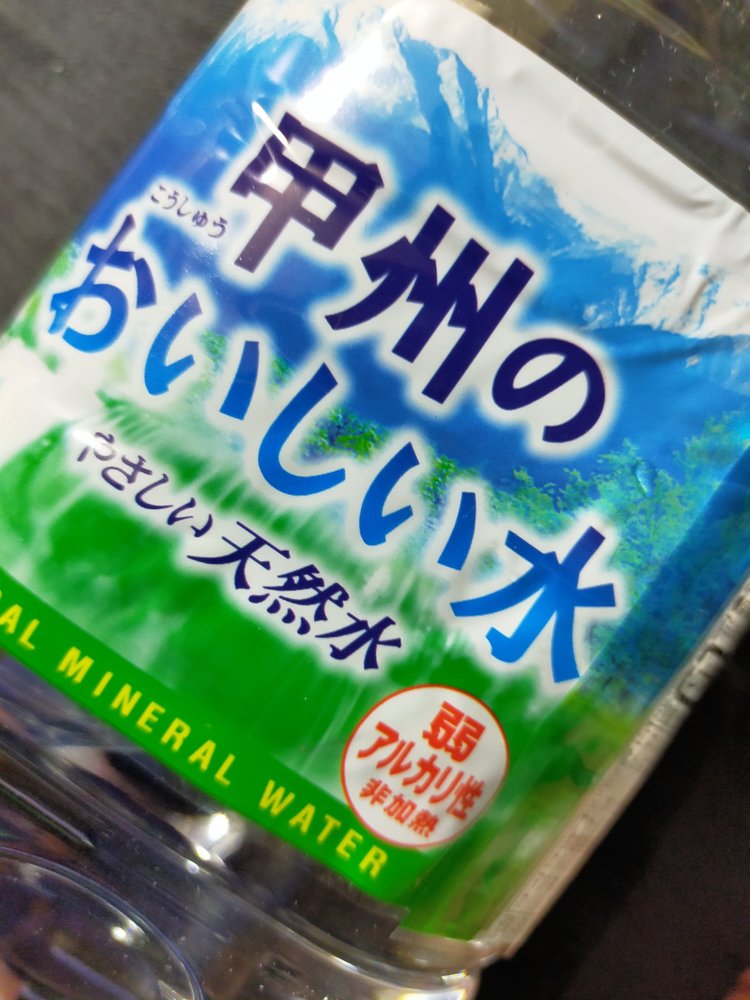 甲州の
こうしゅう
おいしい水
やさしい天然水
AL MINERAL WATER
弱
アルカリ性
非加熱